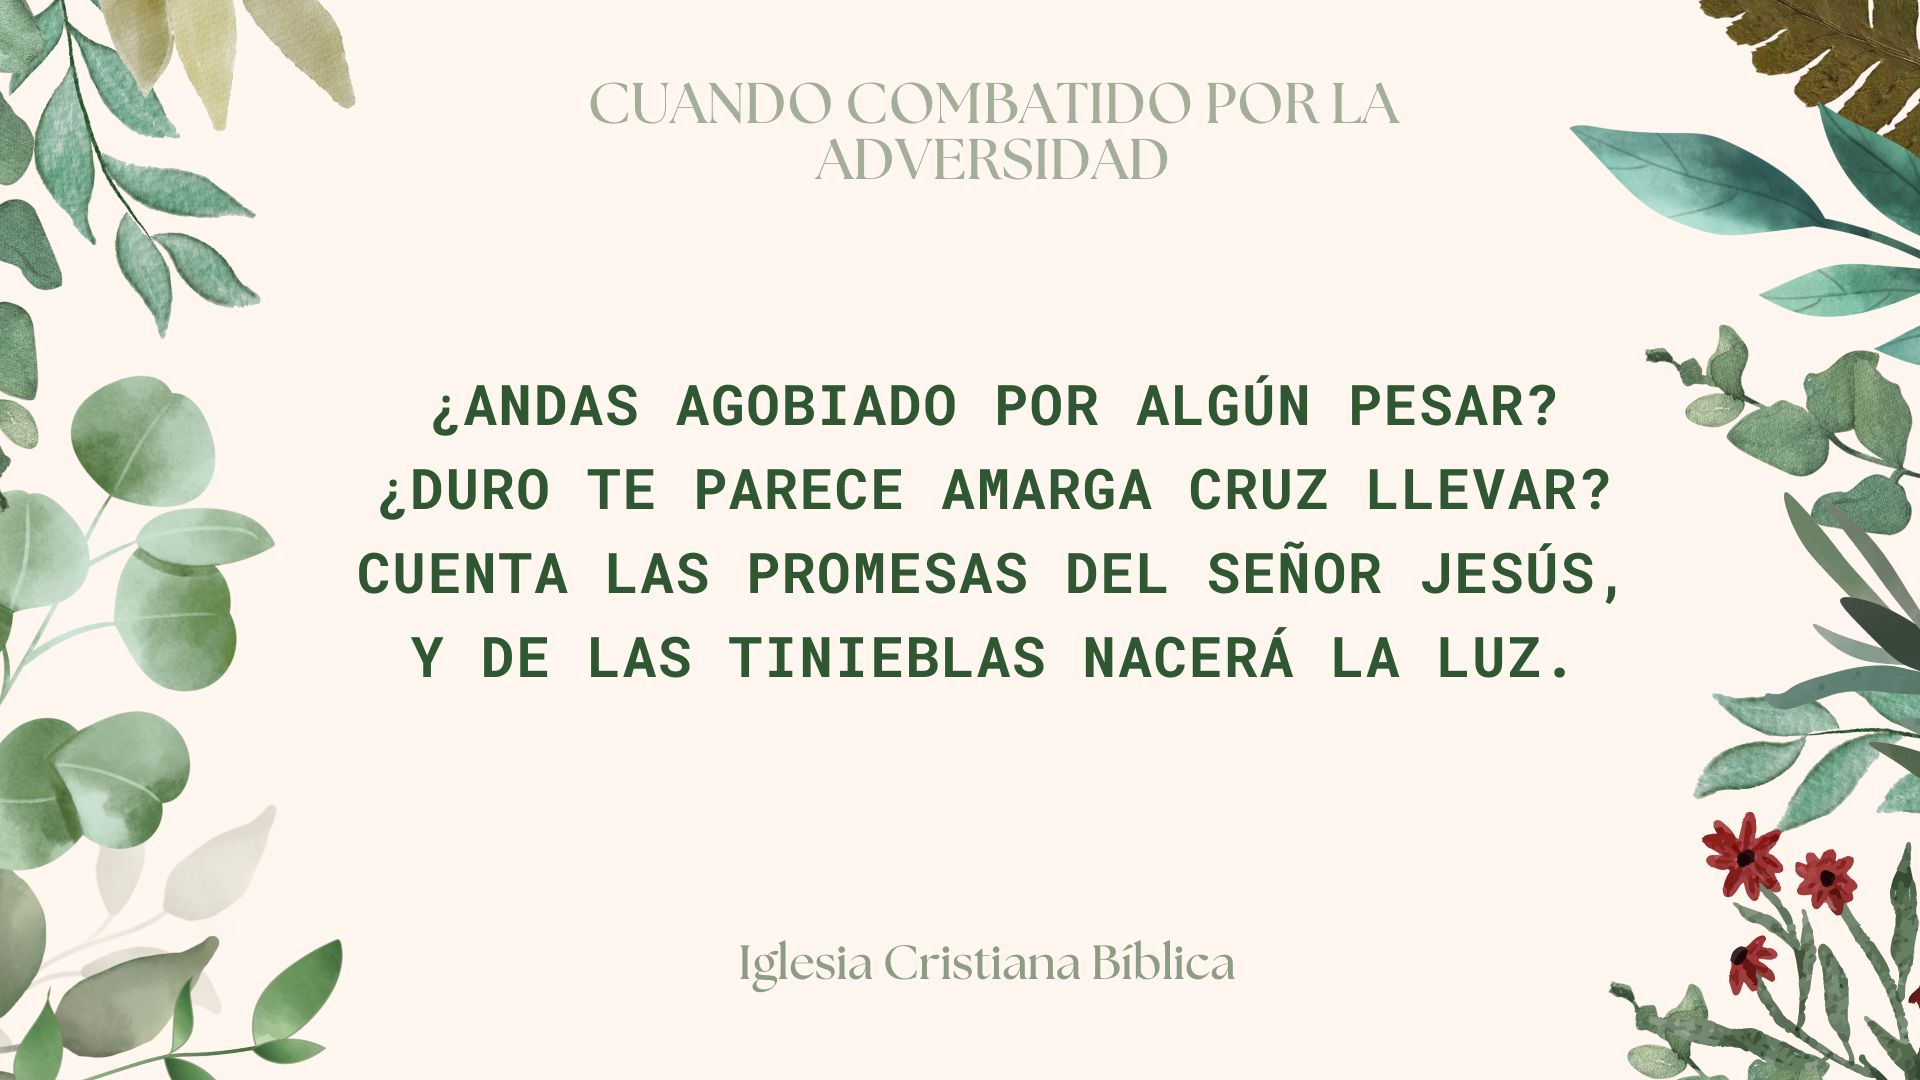 CUANDO COMBATIDO POR LA
ADVERSIDAD
¿ANDAS AGOBIADO POR ALGÚN PESAR?
¿DURO TE PARECE AMARGA CRUZ LLEVAR?
CUENTA LAS PROMESAS DEL SEÑOR JESÚS,
Y DE LAS TINIEBLAS NACERÁ LA LUZ.
Iglesia Cristiana Bíblica